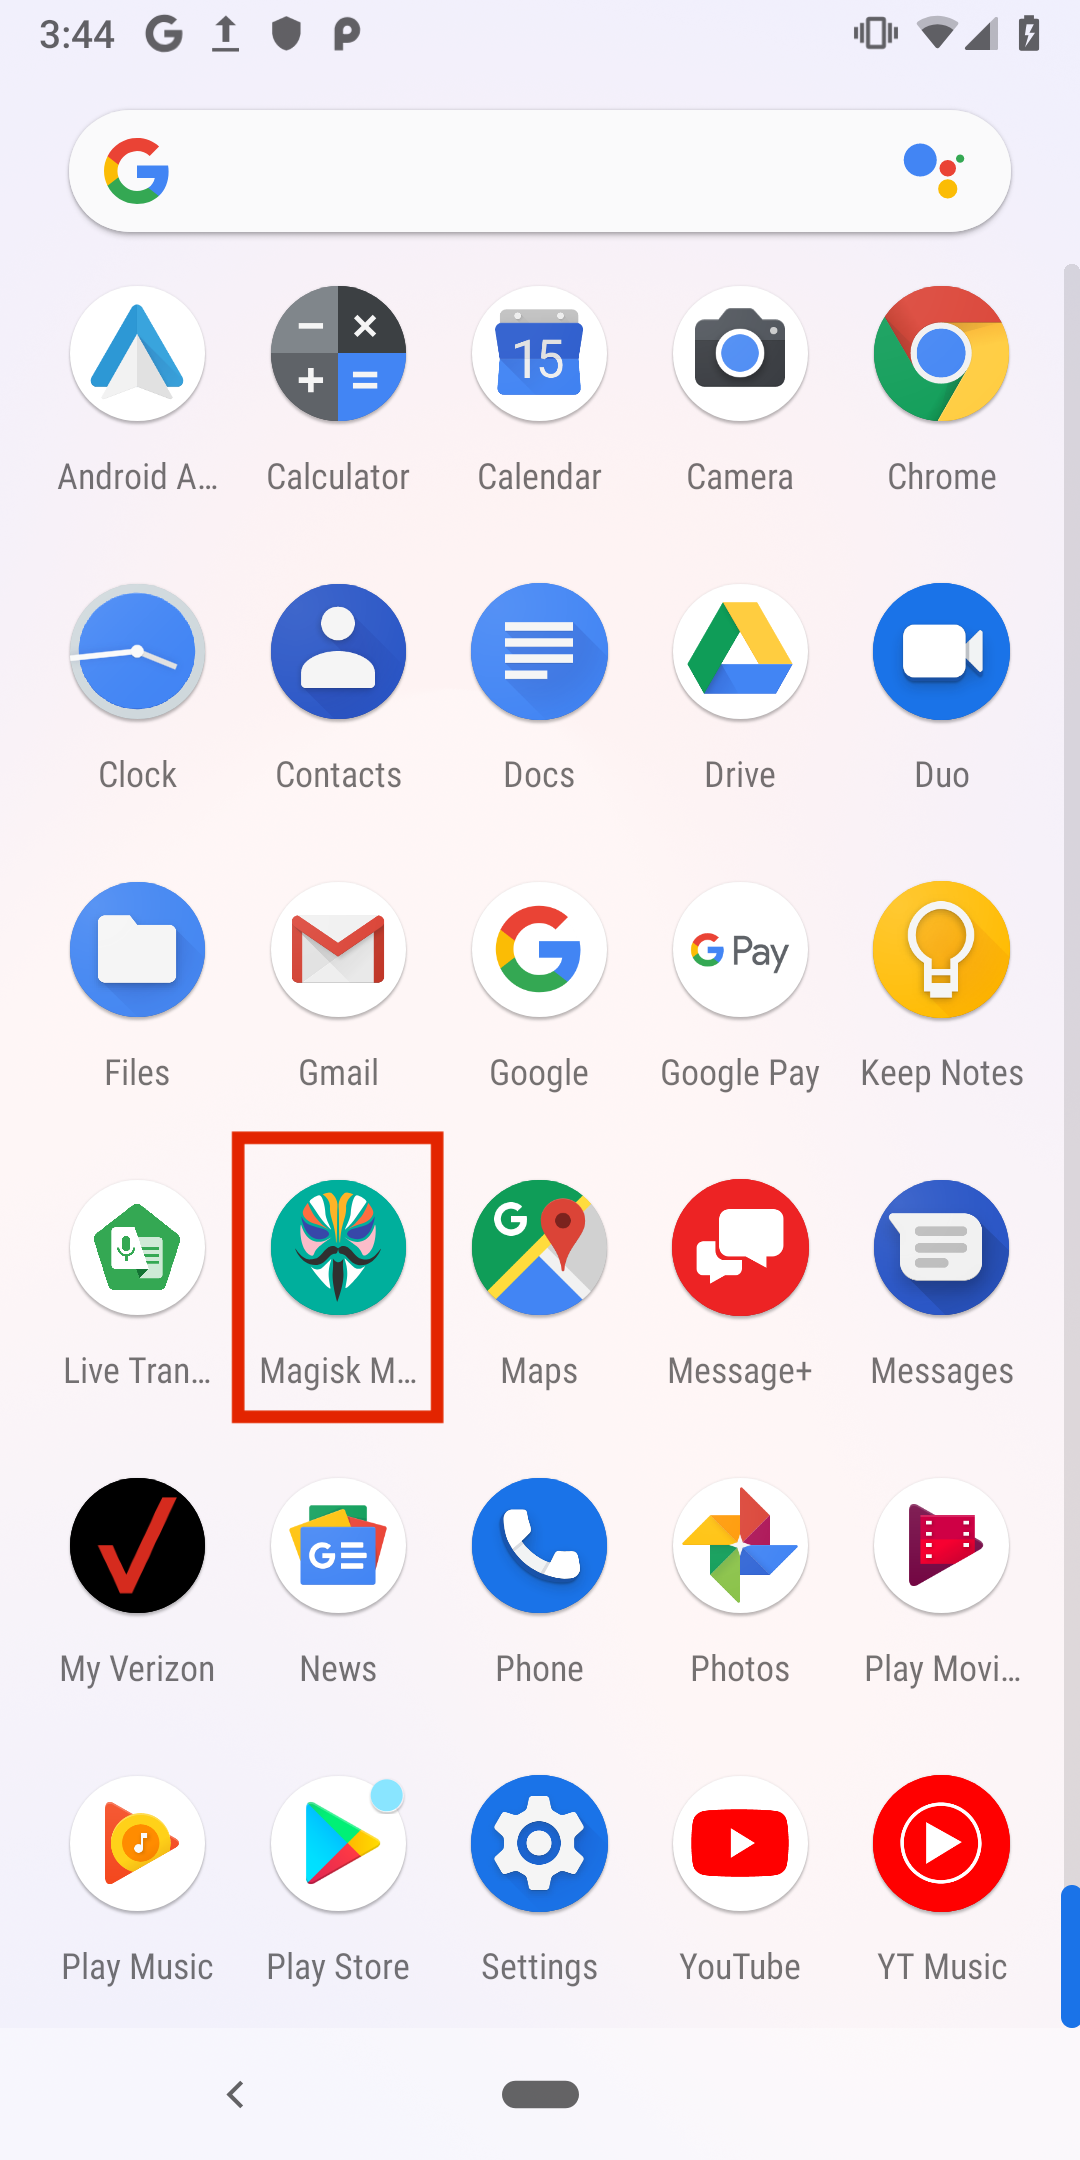 3:44
15
Android A...
Calculator
Calendar
Camera
Chrome
Clock
Contacts
Docs
Drive
Duo
G Pay
Files
Gmail
Google
Google Pay
Keep Notes
Live Tran...
Magisk M...
Maps
Message+
Messages
My Verizon
News
Phone
Photos
Play Movi...
Play Music
Play Store
Settings
YouTube
YT Music